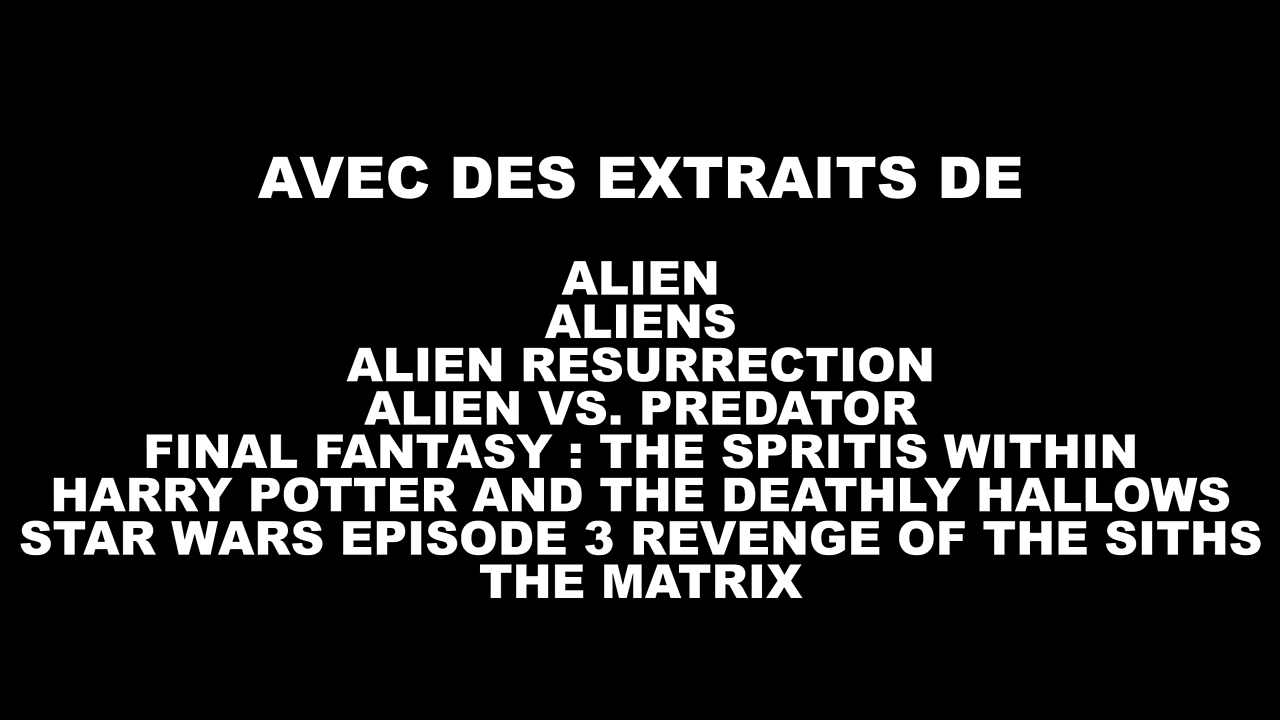 AVEC DES EXTRAITS DE
ALIEN
ALIENS
ALIEN RESURRECTION
ALIEN VS. PREDATOR
FINAL FANTASY : THE SPRITIS WITHIN
HARRY POTTER AND THE DEATHLY HALLOWS
STAR WARS EPISODE 3 REVENGE OF THE SITHS
THE MATRIX